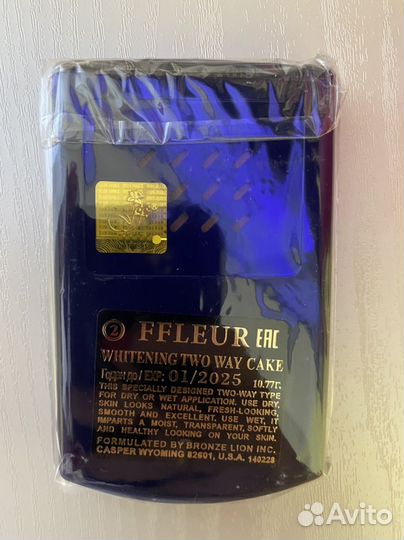 ② FFLEUR EAC
WHITENING TWO WAY CAKE
Годен до / EXP: 01/2025 10.77г.
THIS SPECIALLY DESIGNED TWO-WAY TYPE
FOR DRY OR WET APPLICATION. USE DRY,
SKIN LOOKS NATURAL, FRESH-LOOKING,
SMOOTH AND EXCELLENT. USE WET, IT
IMPARTS A MOIST, TRANSPARENT, SOFTLY
AND HEALTHY LOOKING ON YOUR SKIN.
FORMULATED BY BRONZE LION INC.
CASPER WYOMING 82601, U.S.A. 140228
Avito